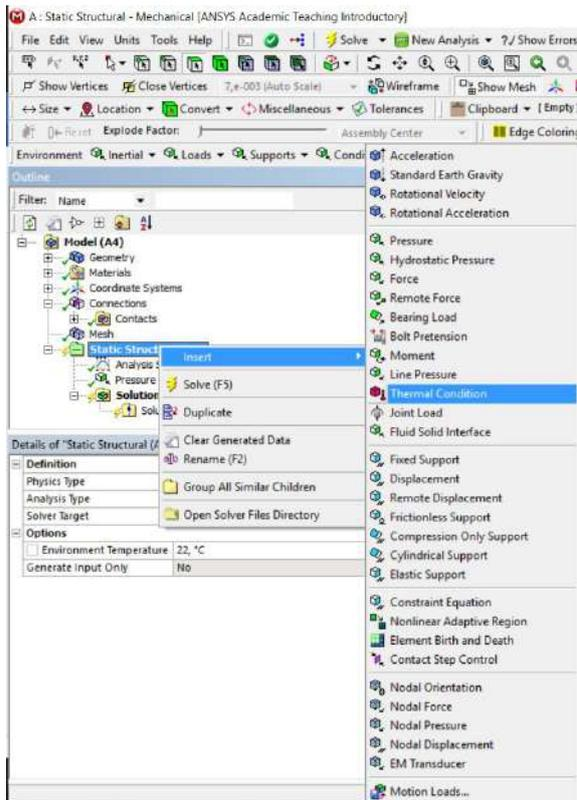 A : Static Structural - Mechanical [ANSYS Academic Teaching Introductory]
File Edit View Units Tools Help Solve New Analysis ?/ Show Errors
Show Vertices Close Vertices 7,e-003 (Auto Scale) Wireframe Show Mesh
Size Location Convert Miscellaneous Tolerances Clipboard [Empty
Reset Explode Factor: Assembly Center Edge Coloring
Environment Inertial Loads Supports Condi
Outline
Filter: Name
Model (A4)
Geometry
Materials
Coordinate Systems
Connections
Contacts
Mesh
Static Struct
Analysis S
Pressure
Solution
Solu
Insert
Solve (F5)
Duplicate
Clear Generated Data
Rename (F2)
Group All Similar Children
Open Solver Files Directory
Acceleration
Standard Earth Gravity
Rotational Velocity
Rotational Acceleration
Pressure
Hydrostatic Pressure
Force
Remote Force
Bearing Load
Bolt Pretension
Moment
Line Pressure
Thermal Condition
Joint Load
Fluid Solid Interface
Fixed Support
Displacement
Remote Displacement
Frictionless Support
Compression Only Support
Cylindrical Support
Elastic Support
Constraint Equation
Nonlinear Adaptive Region
Element Birth and Death
Contact Step Control
Nodal Orientation
Nodal Force
Nodal Pressure
Nodal Displacement
EM Transducer
Motion Loads...
Details of "Static Structural (A
Definition
Physics Type
Analysis Type
Solver Target
Options
Environment Temperature 22, °C
Generate Input Only No